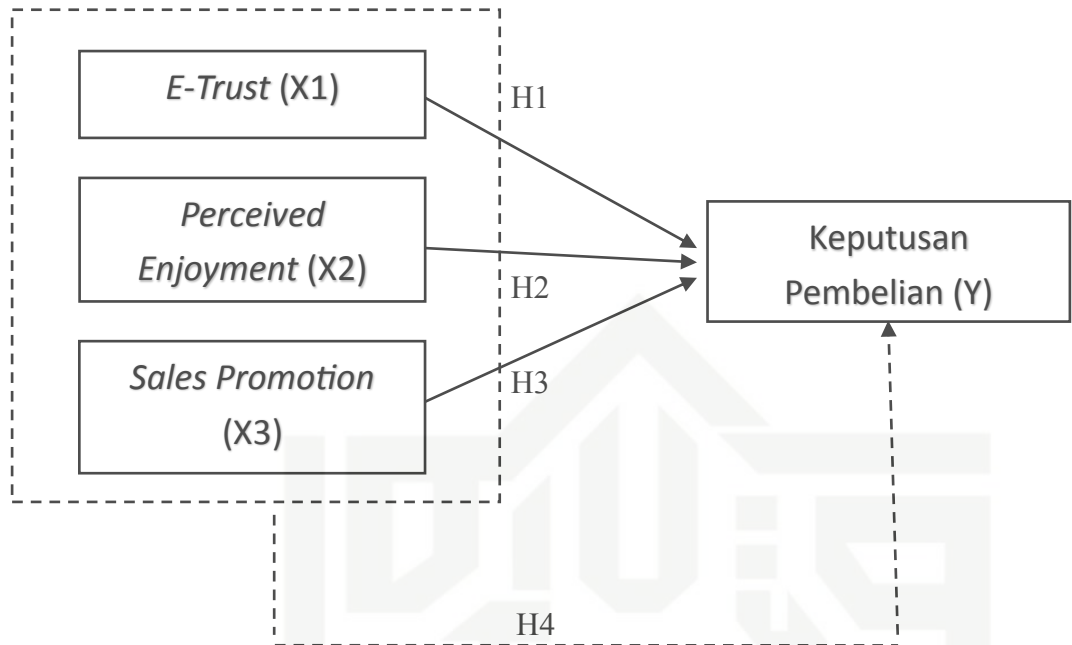 E-Trust (X1)
H1
Perceived
Enjoyment (X2)
H2
Sales Promotion
(X3)
H3
Keputusan
Pembelian (Y)
H4